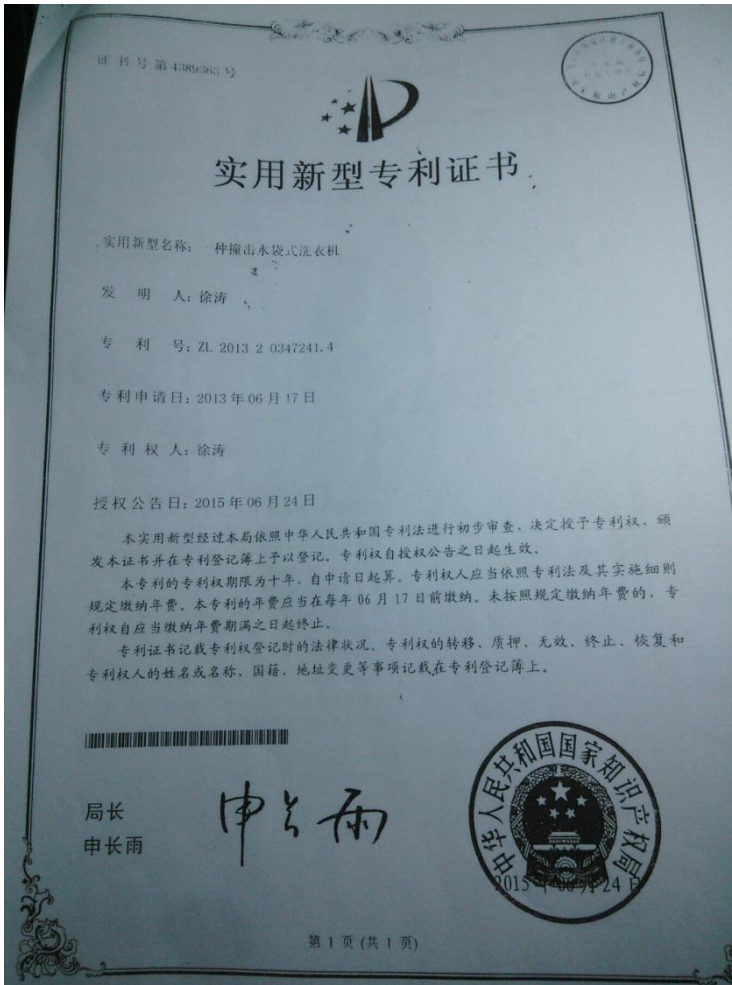 证书号第4389363号
实用新型专利证书
实用新型名称：一种撞击水袋式洗衣机
发明人：徐涛
专利号：ZL 2013 2 0347241.4
专利申请日：2013年06月17日
专利权人：徐涛
授权公告日：2015年06月24日
本实用新型经过本局依照中华人民共和国专利法进行初步审查，决定授予专利权，颁
发本证书并在专利登记簿上予以登记。专利权自授权公告之日起生效。
本专利的专利权期限为十年，自申请日起算。专利权人应当依照专利法及其实施细则
规定缴纳年费。本专利的年费应当在每年06月17日前缴纳。未按照规定缴纳年费的，专
利权自应当缴纳年费期满之日起终止。
专利证书记载专利权登记时的法律状况。专利权的转移、质押、无效、终止、恢复和
专利权人的姓名或名称、国籍、地址变更等事项记载在专利登记簿上。
局长
申长雨
申长雨
中华人民共和国国家知识产权局
2015年06月24日
第1页(共1页)